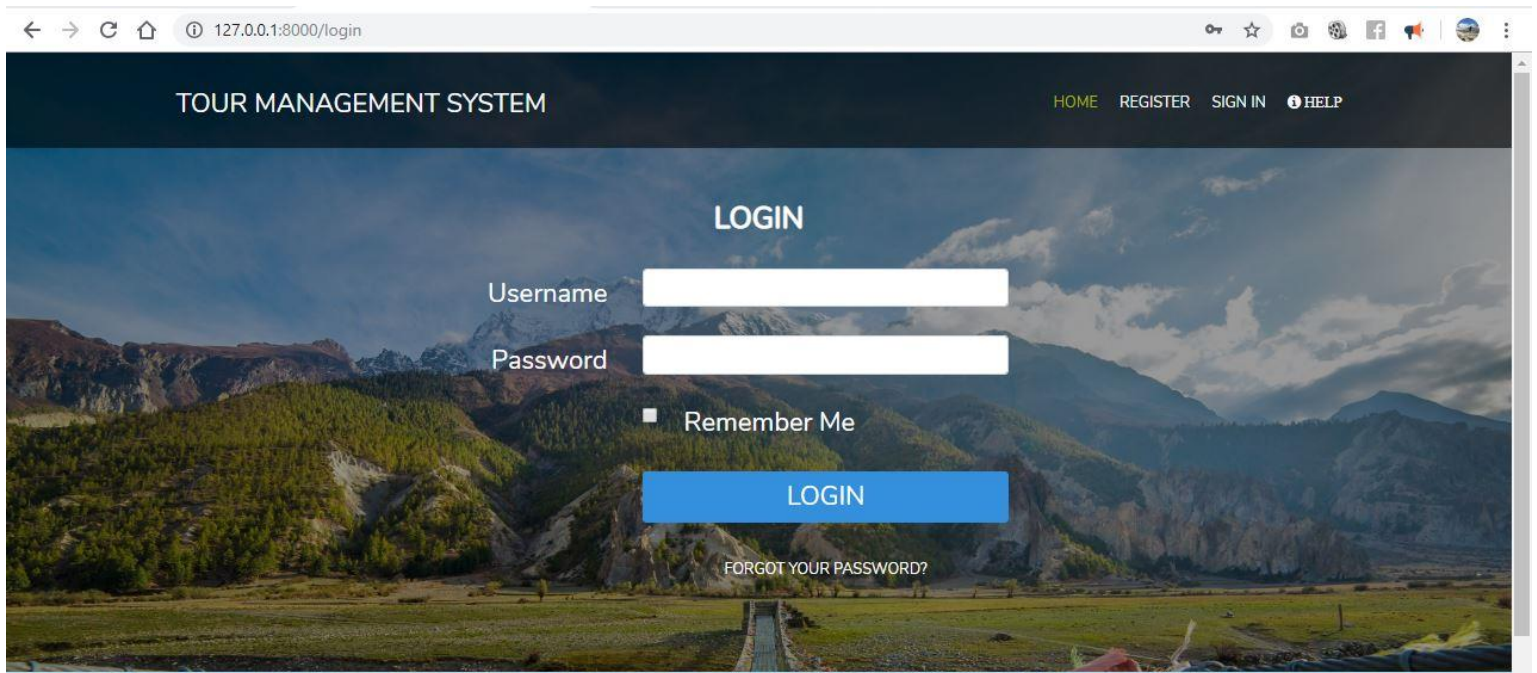 127.0.0.1:8000/login
TOUR MANAGEMENT SYSTEM
HOME REGISTER SIGN IN HELP
LOGIN
Username
Password
Remember Me
LOGIN
FORGOT YOUR PASSWORD?